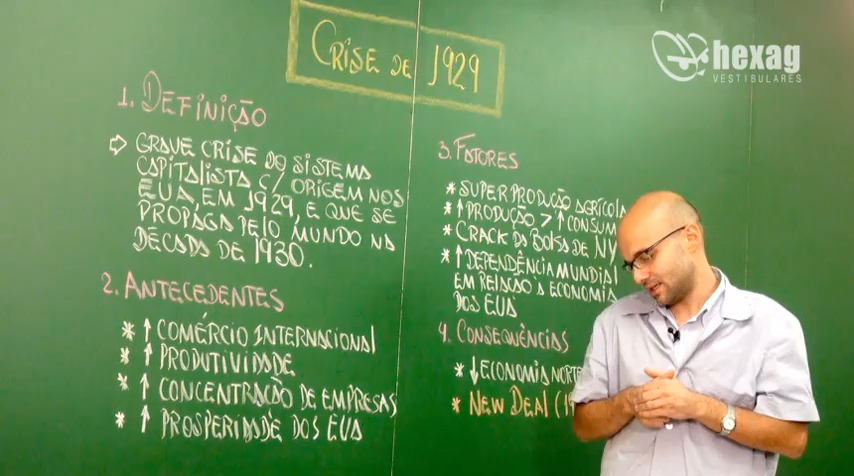 CRISE DE 1929
hexag
VESTIBULARES
1. DEFINIÇÃO
⇨ GRAVE CRISE DO SISTEMA
CAPITALISTA C/ ORIGEM NOS
EUA, EM 1929, E QUE SE
PROPAGA PELO MUNDO NA
DÉCADA DE 1930.
2. ANTECEDENTES
* ↑ COMÉRCIO INTERNACIONAL
* ↑ PRODUTIVIDADE
* ↑ CONCENTRAÇÃO DE EMPRESAS
* ↑ PROSPERIDADE DOS EUA
3. FATORES
* SUPERPRODUÇÃO AGRÍCOLA
* ↑ PRODUÇÃO > ↑ CONSUM
* CRACK DA BOLSA DE NY
* ↑ DEPENDÊNCIA MUNDIAL
EM RELAÇÃO A ECONOMIA
DOS EUA
4. CONSEQUÊNCIAS
* ↓ ECONOMIA NORTE
* NEW DEAL (19